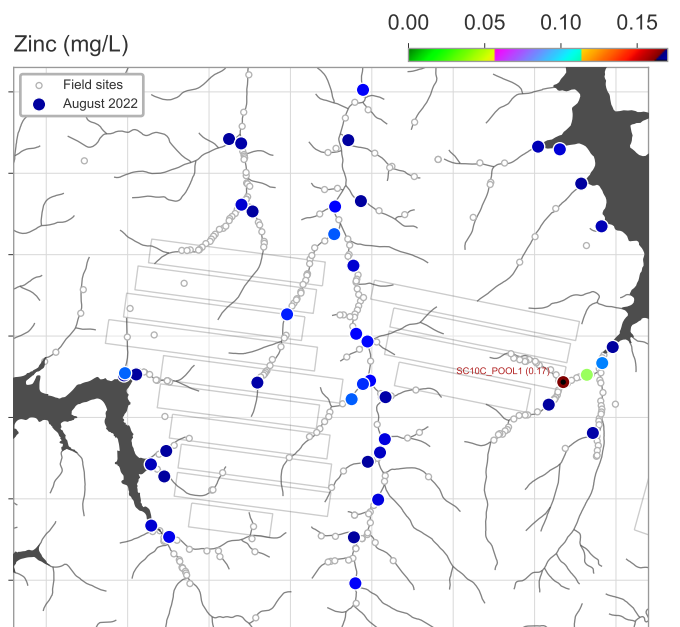 0.00 0.05 0.10 0.15
Zinc (mg/L)
Field sites
August 2022
SC10C_POOL1 (0.17)